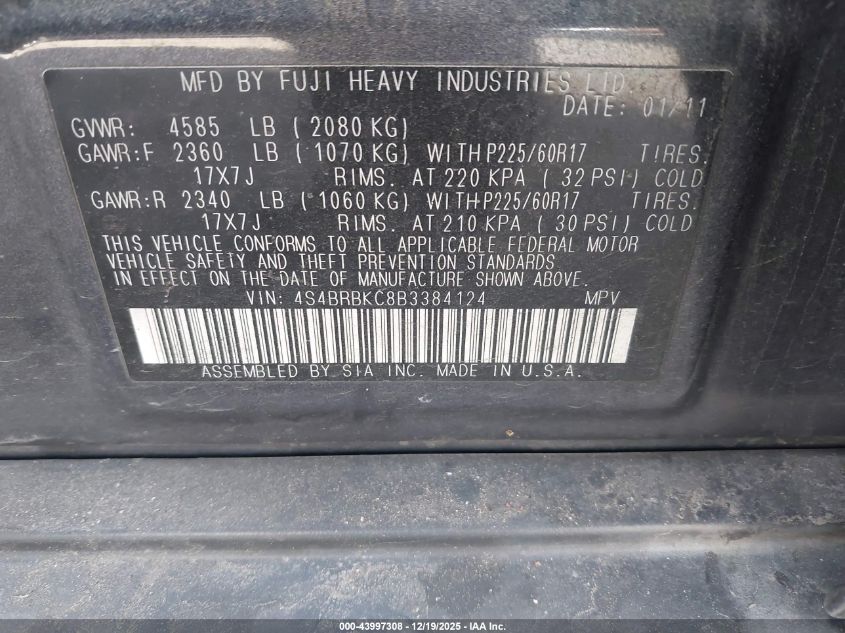 MFD BY FUJI HEAVY INDUSTRIES LTD.
DATE: 01/11
GVWR: 4585 LB ( 2080 KG)
GAWR:F 2360 LB ( 1070 KG) WITH P225/60R17 TIRES.
17X7J RIMS. AT 220 KPA ( 32 PSI) COLD
GAWR:R 2340 LB ( 1060 KG) WITH P225/60R17 TIRES.
17X7J RIMS. AT 210 KPA ( 30 PSI) COLD
THIS VEHICLE CONFORMS TO ALL APPLICABLE FEDERAL MOTOR
VEHICLE SAFETY AND THEFT PREVENTION STANDARDS
IN EFFECT ON THE DATE OF MANUFACTURE SHOWN ABOVE.
VIN: 4S4BRBKC8B3384124 MPV
ASSEMBLED BY SIA INC. MADE IN U.S.A.
000-43997308 - 12/19/2025 - IAA Inc.